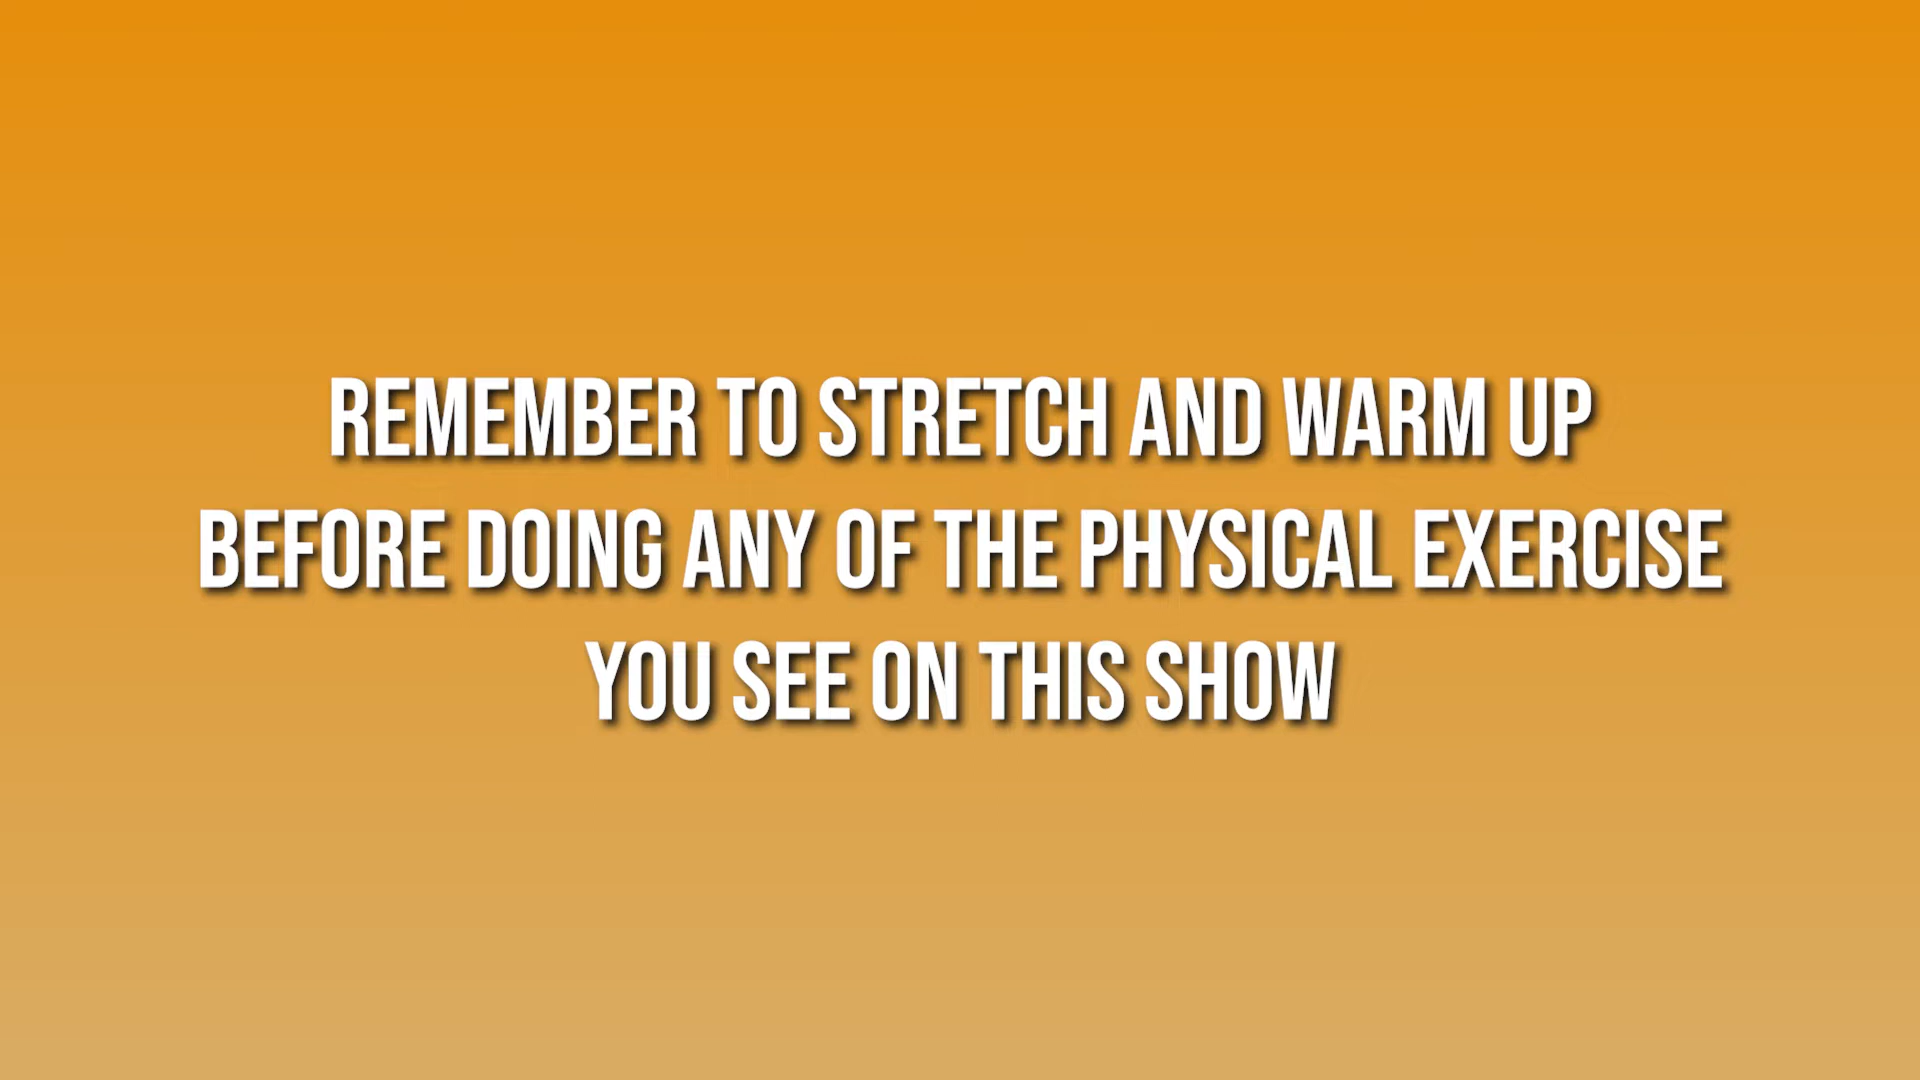 REMEMBER TO STRETCH AND WARM UP
BEFORE DOING ANY OF THE PHYSICAL EXERCISE
YOU SEE ON THIS SHOW